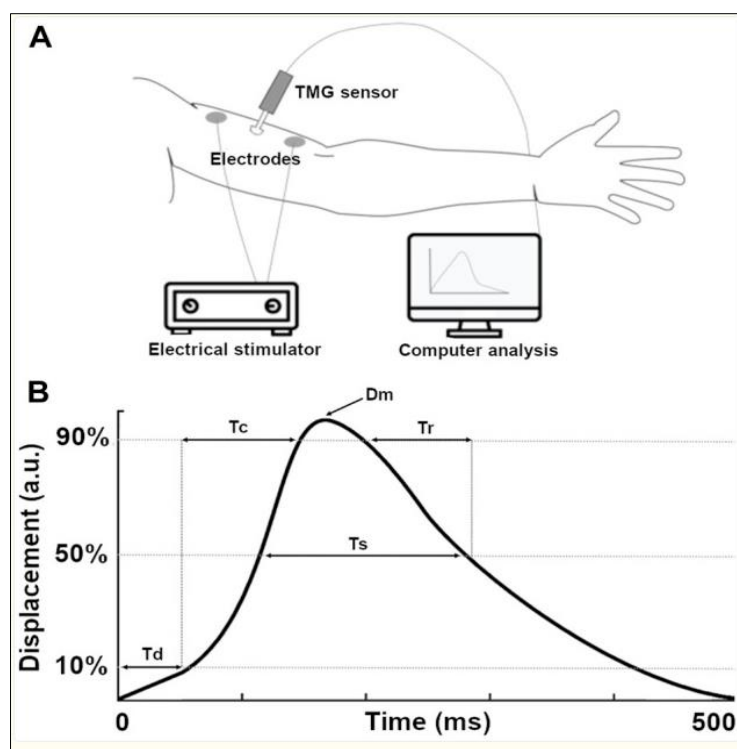 A
TMG sensor
Electrodes
Electrical stimulator
Computer analysis
B
Dm
90%
Tc
Tr
Displacement (a.u.)
50%
Ts
Td
10%
0
Time (ms)
500